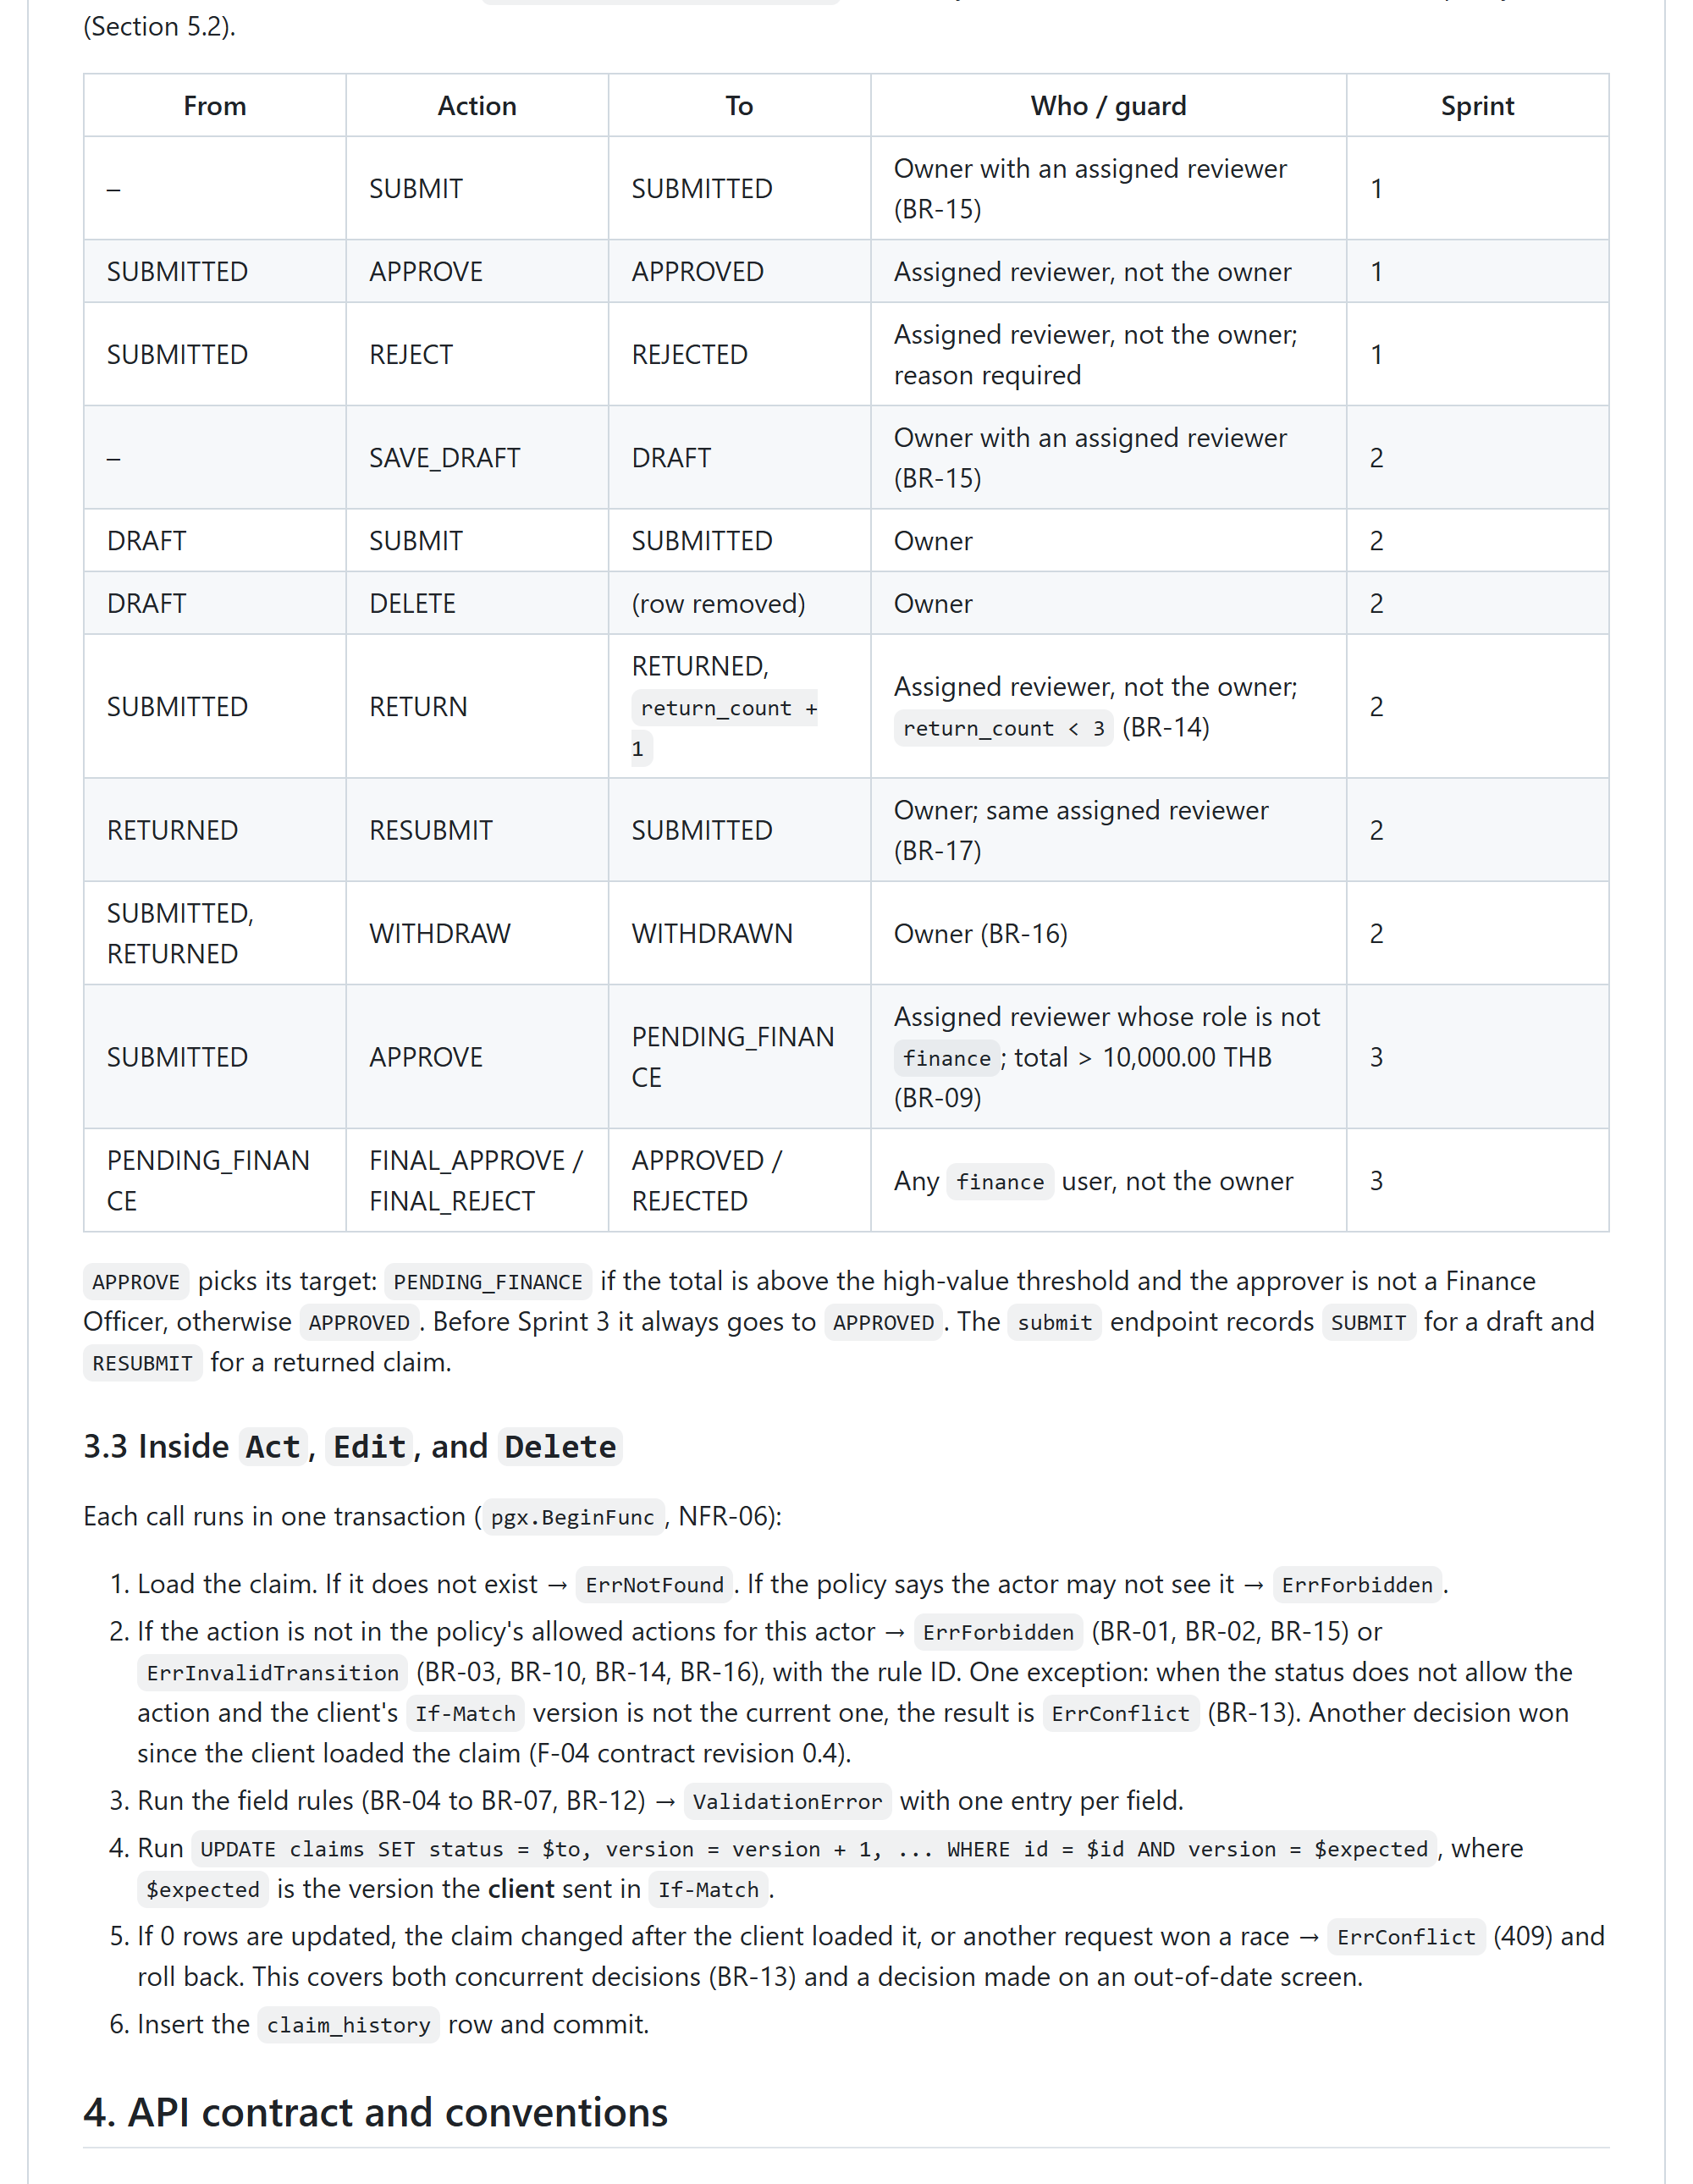 (Section 5.2).
From Action To Who / guard Sprint
– SUBMIT SUBMITTED Owner with an assigned reviewer (BR-15) 1
SUBMITTED APPROVE APPROVED Assigned reviewer, not the owner 1
SUBMITTED REJECT REJECTED Assigned reviewer, not the owner; reason required 1
– SAVE_DRAFT DRAFT Owner with an assigned reviewer (BR-15) 2
DRAFT SUBMIT SUBMITTED Owner 2
DRAFT DELETE (row removed) Owner 2
SUBMITTED RETURN RETURNED, return_count + 1 Assigned reviewer, not the owner; return_count < 3 (BR-14) 2
RETURNED RESUBMIT SUBMITTED Owner; same assigned reviewer (BR-17) 2
SUBMITTED, RETURNED WITHDRAW WITHDRAWN Owner (BR-16) 2
SUBMITTED APPROVE PENDING_FINANCE Assigned reviewer whose role is not finance; total > 10,000.00 THB (BR-09) 3
PENDING_FINANCE FINAL_APPROVE / FINAL_REJECT APPROVED / REJECTED Any finance user, not the owner 3
APPROVE picks its target: PENDING_FINANCE if the total is above the high-value threshold and the approver is not a Finance
Officer, otherwise APPROVED. Before Sprint 3 it always goes to APPROVED. The submit endpoint records SUBMIT for a draft and
RESUBMIT for a returned claim.
3.3 Inside Act, Edit, and Delete
Each call runs in one transaction (pgx.BeginFunc, NFR-06):
1. Load the claim. If it does not exist → ErrNotFound. If the policy says the actor may not see it → ErrForbidden.
2. If the action is not in the policy's allowed actions for this actor → ErrForbidden (BR-01, BR-02, BR-15) or
ErrInvalidTransition (BR-03, BR-10, BR-14, BR-16), with the rule ID. One exception: when the status does not allow the
action and the client's If-Match version is not the current one, the result is ErrConflict (BR-13). Another decision won
since the client loaded the claim (F-04 contract revision 0.4).
3. Run the field rules (BR-04 to BR-07, BR-12) → ValidationError with one entry per field.
4. Run UPDATE claims SET status = $to, version = version + 1, ... WHERE id = $id AND version = $expected, where
$expected is the version the client sent in If-Match.
5. If 0 rows are updated, the claim changed after the client loaded it, or another request won a race → ErrConflict (409) and
roll back. This covers both concurrent decisions (BR-13) and a decision made on an out-of-date screen.
6. Insert the claim_history row and commit.
4. API contract and conventions